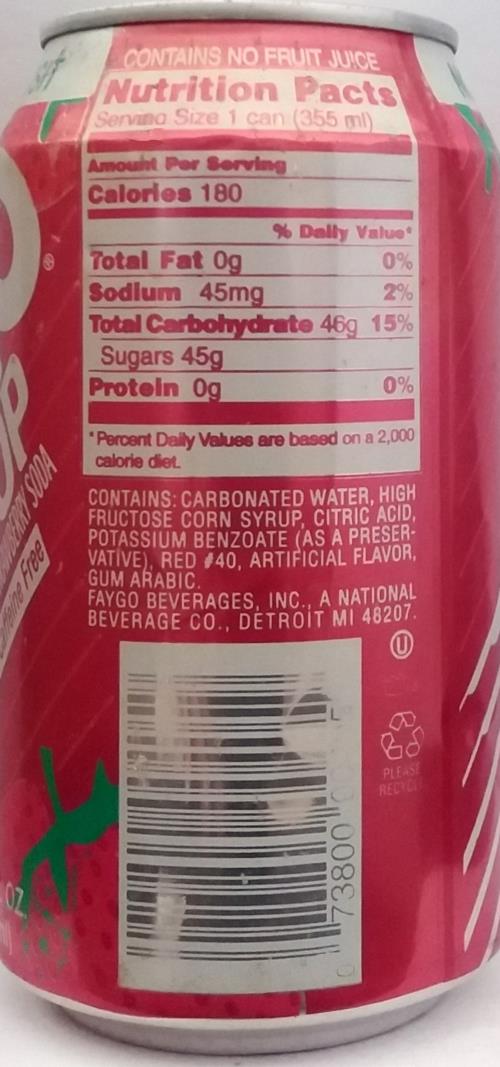 CONTAINS NO FRUIT JUICE
Nutrition Facts
Serving Size 1 can (355 ml)
Amount Per Serving
Calories 180
% Daily Value*
Total Fat 0g 0%
Sodium 45mg 2%
Total Carbohydrate 46g 15%
Sugars 45g
Protein 0g 0%
*Percent Daily Values are based on a 2,000
calorie diet.
CONTAINS: CARBONATED WATER, HIGH
FRUCTOSE CORN SYRUP, CITRIC ACID,
POTASSIUM BENZOATE (AS A PRESER-
VATIVE), RED #40, ARTIFICIAL FLAVOR,
GUM ARABIC.
FAYGO BEVERAGES, INC., A NATIONAL
BEVERAGE CO., DETROIT MI 48207.
U
PLEASE
RECYCLE
0 73800
SODA
Caffeine Free
OZ.